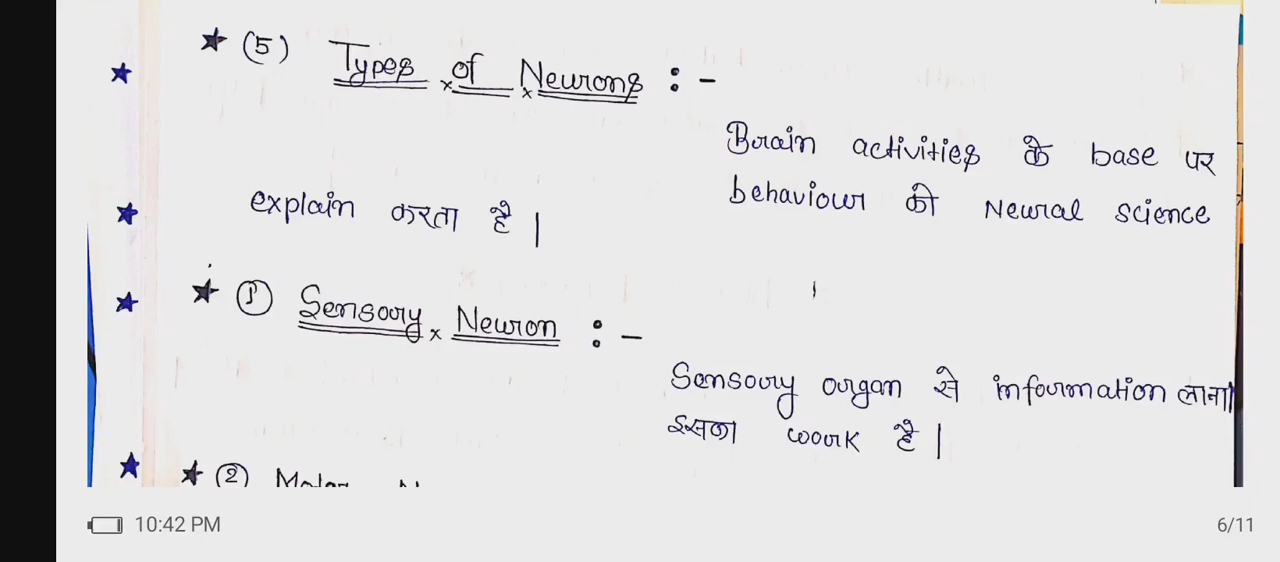 ★ (5) Types of Neurons :-
Brain activities के base पर
behaviour की Neural science
explain करता है |
★ ① Sensory Neuron :-
Sensory organ से information लाना
इसका work है |
★ ②
10:42 PM
6/11